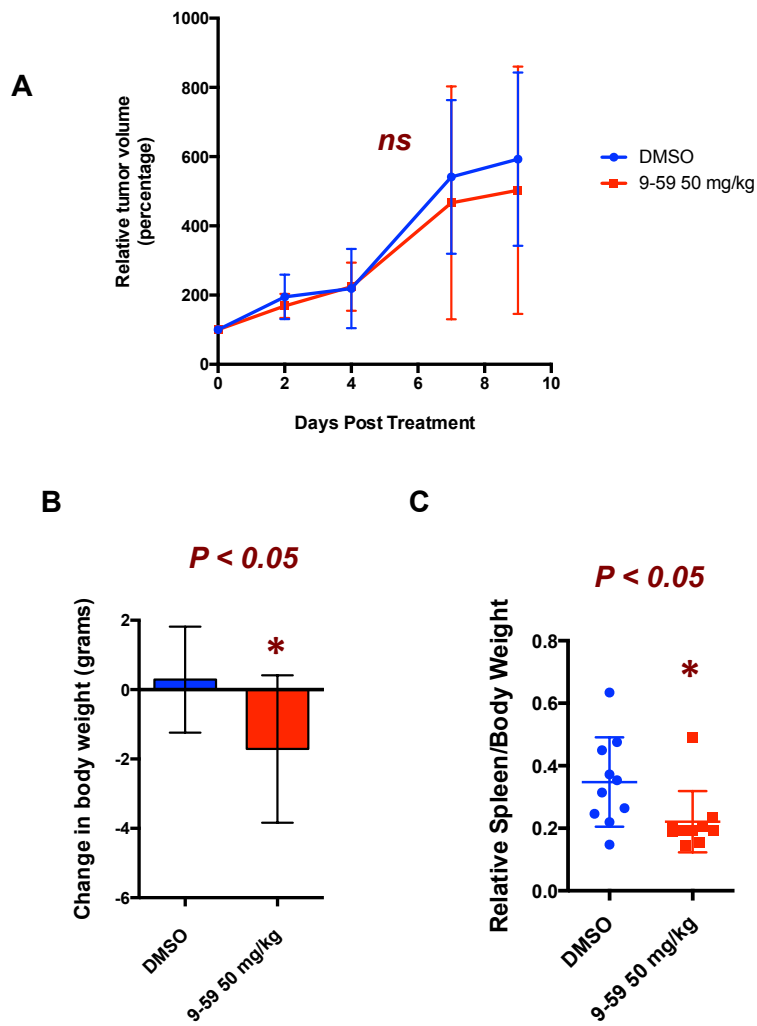 A
Relative tumor volume
(percentage)
1000
800
600
400
200
0
0 2 4 6 8 10
Days Post Treatment
ns
DMSO
9-59 50 mg/kg
B
P < 0.05
Change in body weight (grams)
2
0
-2
-4
-6
*
DMSO
9-59 50 mg/kg
C
P < 0.05
Relative Spleen/Body Weight
0.8
0.6
0.4
0.2
0.0
*
DMSO
9-59 50 mg/kg